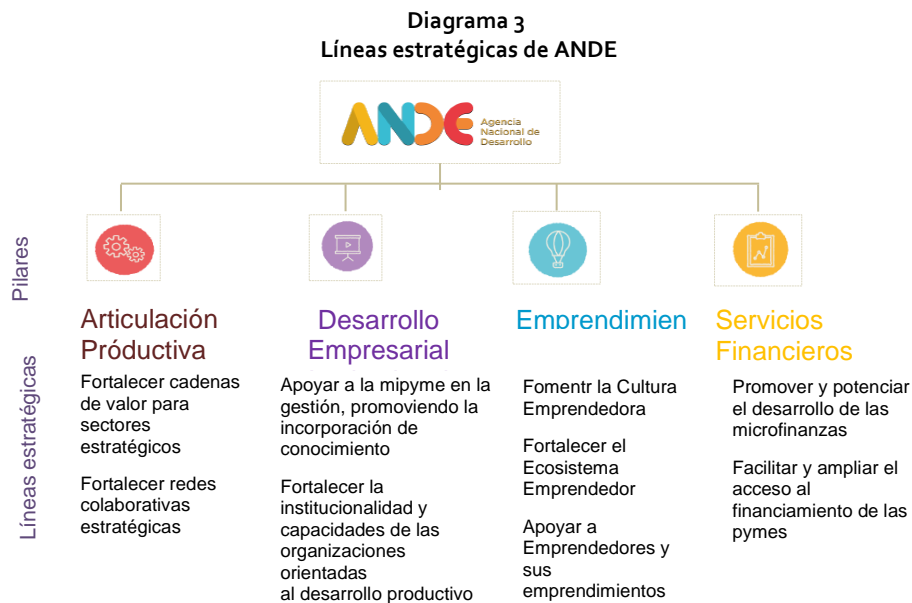 Diagrama 3
Líneas estratégicas de ANDE
ANDE
Agencia
Nacional de
Desarrollo
Pilares
Articulación
Próductiva
Desarrollo
Empresarial
Emprendimien
Servicios
Financieros
Líneas estratégicas
Fortalecer cadenas
de valor para
sectores
estratégicos
Fortalecer redes
colaborativas
estratégicas
Apoyar a la mipyme en la
gestión, promoviendo la
incorporación de
conocimiento
Fortalecer la
institucionalidad y
capacidades de las
organizaciones
orientadas
al desarrollo productivo
Fomentr la Cultura
Emprendedora
Fortalecer el
Ecosistema
Emprendedor
Apoyar a
Emprendedores y
sus
emprendimientos
Promover y potenciar
el desarrollo de las
microfinanzas
Facilitar y ampliar el
acceso al
financiamiento de las
pymes